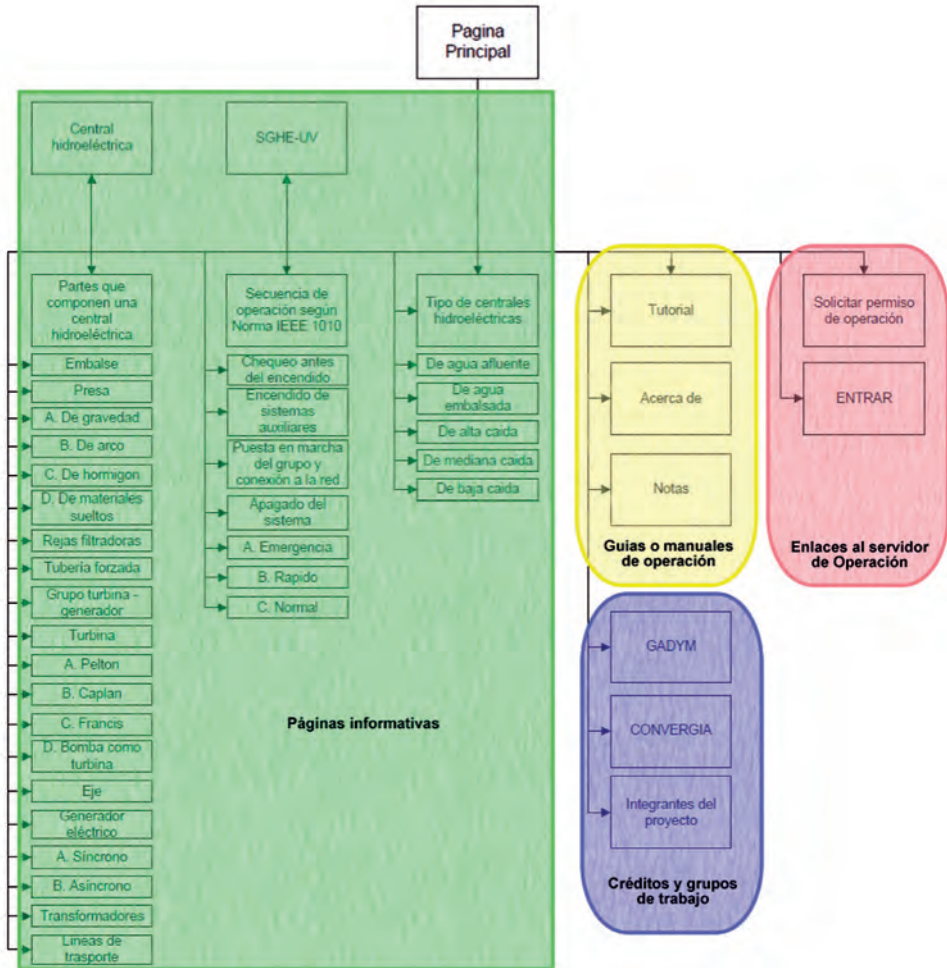 Pagina
Principal
Central
hidroeléctrica
SGHE-UV
Partes que
componen una
central
hidroeléctrica
Embalse
Presa
A. De gravedad
B. De arco
C. De hormigon
D. De materiales
sueltos
Rejas filtradoras
Tubería forzada
Grupo turbina -
generador
Turbina
A. Pelton
B. Caplan
C. Francis
D. Bomba como
turbina
Eje
Generador
eléctrico
A. Síncrono
B. Asíncrono
Transformadores
Lineas de
trasporte
Secuencia de
operación según
Norma IEEE 1010
Chequeo antes
del encendido
Encendido de
sistemas
auxiliares
Puesta en marcha
del grupo y
conexión a la red
Apagado del
sistema
A. Emergencia
B. Rapido
C. Normal
Tipo de centrales
hidroeléctricas
De agua afluente
De agua
embalsada
De alta caida
De mediana caida
De baja caida
Páginas informativas
Tutorial
Acerca de
Notas
Guias o manuales
de operación
Solicitar permiso
de operación
ENTRAR
Enlaces al servidor
de Operación
GADYM
CONVERGIA
Integrantes del
proyecto
Créditos y grupos
de trabajo